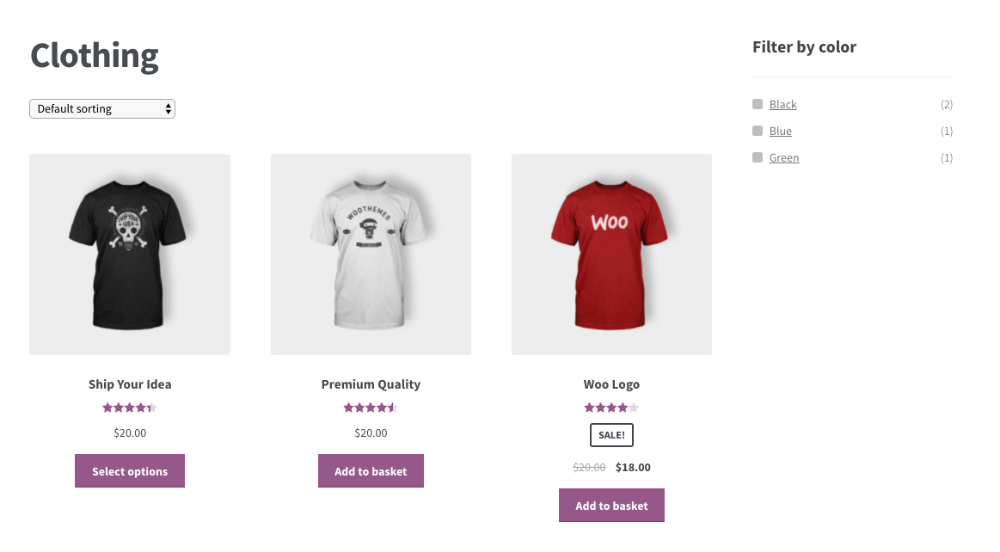 Clothing
Default sorting
SHIP YOUR
IDEA
Ship Your Idea
$20.00
Select options
WOOTHEMES
Premium Quality
$20.00
Add to basket
Woo
Woo Logo
SALE!
$20.00 $18.00
Add to basket
Filter by color
Black (2)
Blue (1)
Green (1)